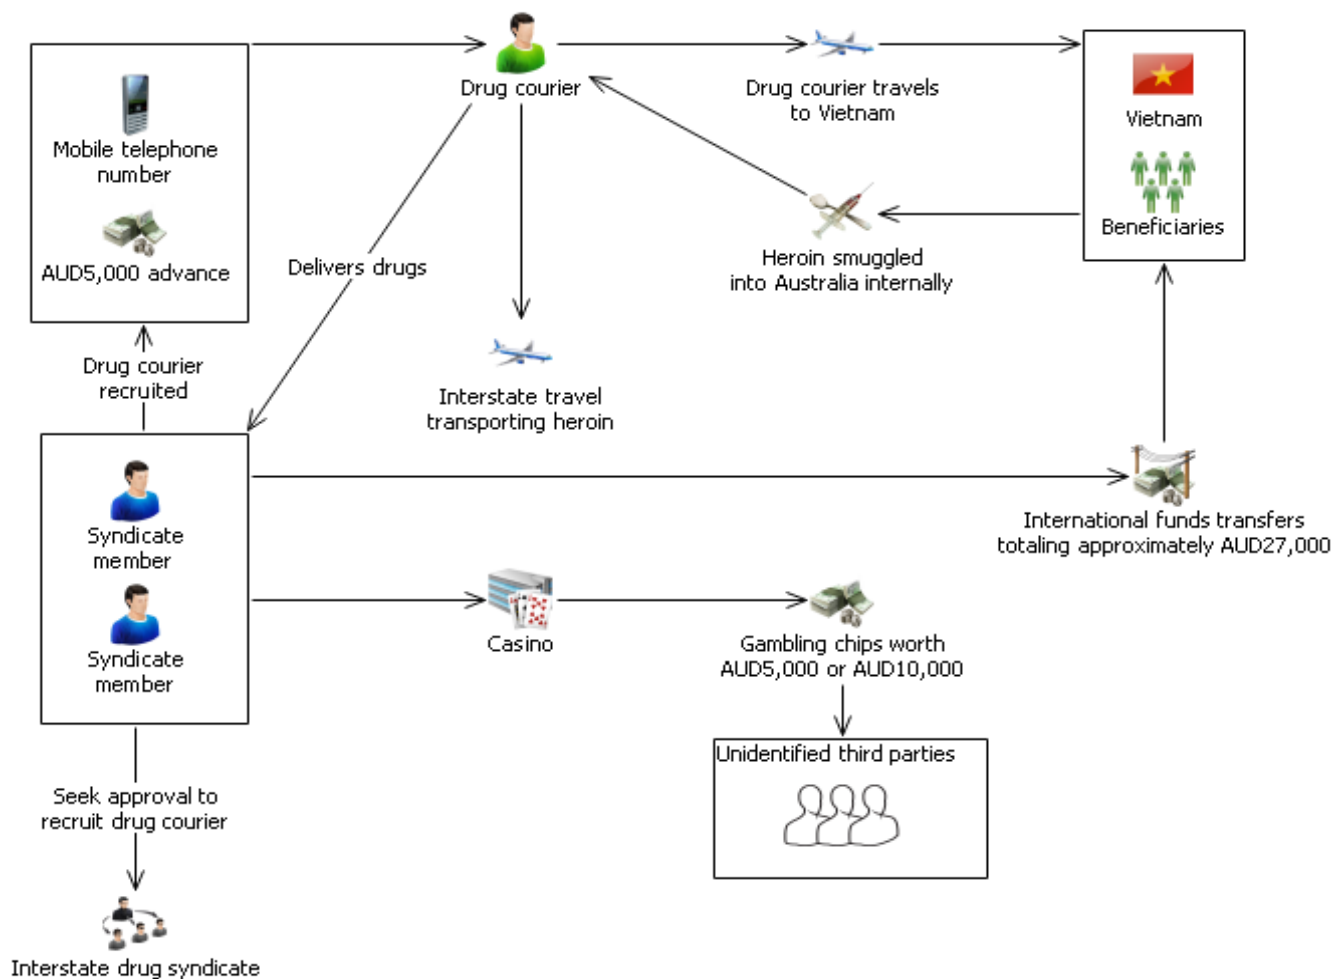 Drug courier
Drug courier travels
to Vietnam
Vietnam
Beneficiaries
Mobile telephone
number
AUD5,000 advance
Delivers drugs
Heroin smuggled
into Australia internally
Drug courier
recruited
Interstate travel
transporting heroin
Syndicate
member
Syndicate
member
International funds transfers
totaling approximately AUD27,000
Casino
Gambling chips worth
AUD5,000 or AUD10,000
Unidentified third parties
Seek approval to
recruit drug courier
Interstate drug syndicate